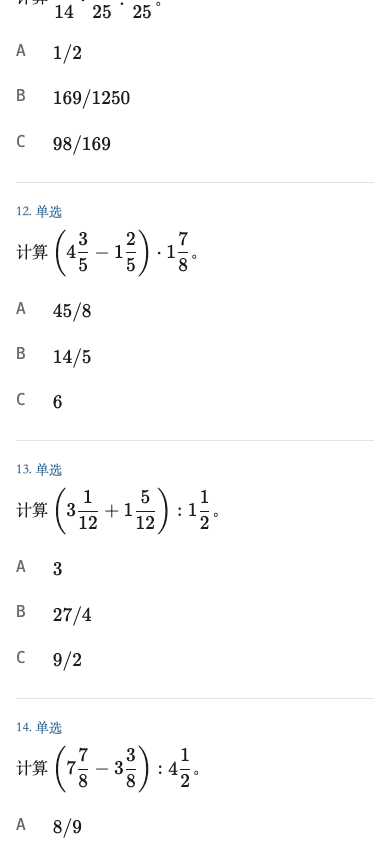 14 25 25 。
A 1/2
B 169/1250
C 98/169
12. 单选
计算 (4 3/5 − 1 2/5) · 1 7/8 。
A 45/8
B 14/5
C 6
13. 单选
计算 (3 1/12 + 1 5/12) : 1 1/2 。
A 3
B 27/4
C 9/2
14. 单选
计算 (7 7/8 − 3 3/8) : 4 1/2 。
A 8/9